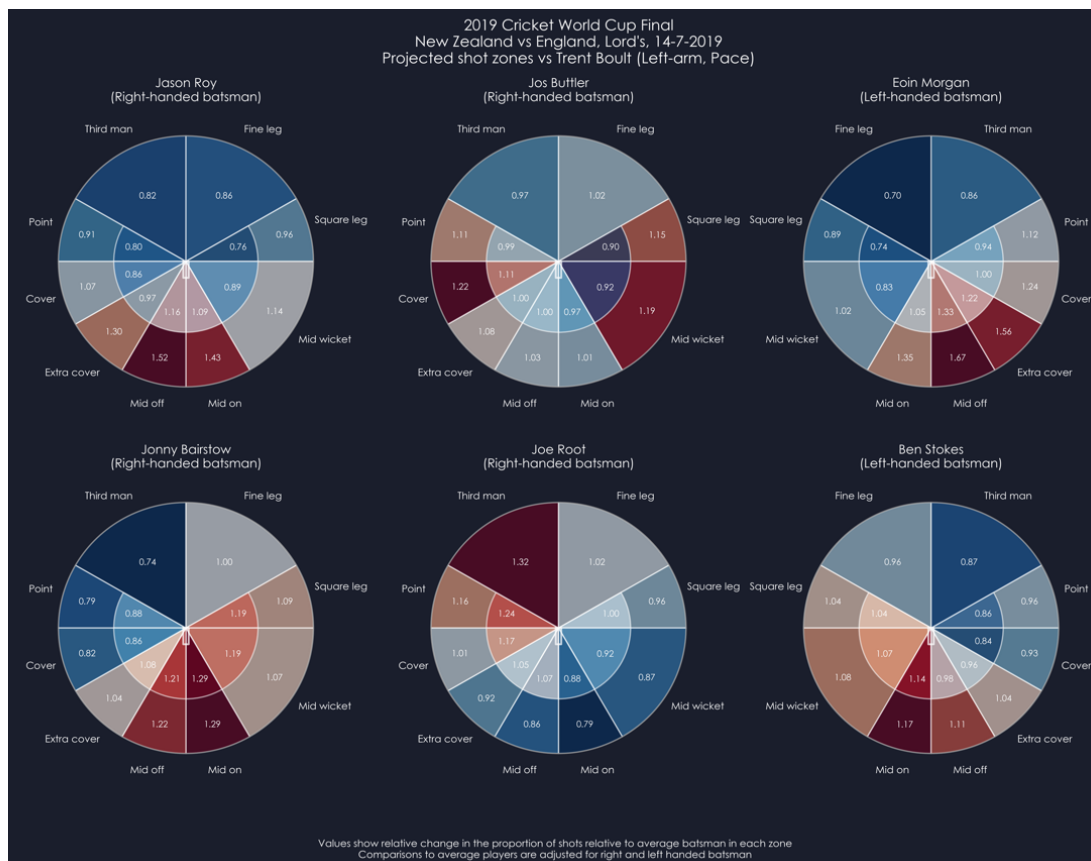 2019 Cricket World Cup Final
New Zealand vs England, Lord's, 14-7-2019
Projected shot zones vs Trent Boult (Left-arm, Pace)
Jason Roy
(Right-handed batsman)
Third man
Fine leg
0.82
0.86
Point
Square leg
0.91
0.80
0.76
0.96
0.86
0.89
1.07
0.97
1.16
1.09
1.14
Cover
1.30
1.52
1.43
Mid wicket
Extra cover
Mid off
Mid on
Jos Buttler
(Right-handed batsman)
Third man
Fine leg
0.97
1.02
Point
Square leg
1.11
0.99
0.90
1.15
1.11
0.92
1.22
1.00
1.00
0.97
1.19
Cover
1.08
1.03
1.01
Mid wicket
Extra cover
Mid off
Mid on
Eoin Morgan
(Left-handed batsman)
Fine leg
Third man
0.70
0.86
Square leg
Point
0.89
0.74
0.94
1.12
0.83
1.00
1.02
1.05
1.33
1.22
1.24
Cover
1.35
1.67
1.56
Mid wicket
Extra cover
Mid on
Mid off
Jonny Bairstow
(Right-handed batsman)
Third man
Fine leg
0.74
1.00
Point
Square leg
0.79
0.88
1.19
1.09
0.86
1.19
0.82
1.08
1.21
1.29
1.07
Cover
1.04
1.22
1.29
Mid wicket
Extra cover
Mid off
Mid on
Joe Root
(Right-handed batsman)
Third man
Fine leg
1.32
1.02
Point
Square leg
1.16
1.24
1.00
0.96
1.17
0.92
1.01
1.05
1.07
0.88
0.87
Cover
0.92
0.86
0.79
Mid wicket
Extra cover
Mid off
Mid on
Ben Stokes
(Left-handed batsman)
Fine leg
Third man
0.96
0.87
Square leg
Point
1.04
1.04
0.86
0.96
1.07
0.84
1.08
1.14
0.98
0.96
0.93
Cover
1.17
1.11
1.04
Mid wicket
Extra cover
Mid on
Mid off
Values show relative change in the proportion of shots relative to average batsman in each zone
Comparisons to average players are adjusted for right and left handed batsman